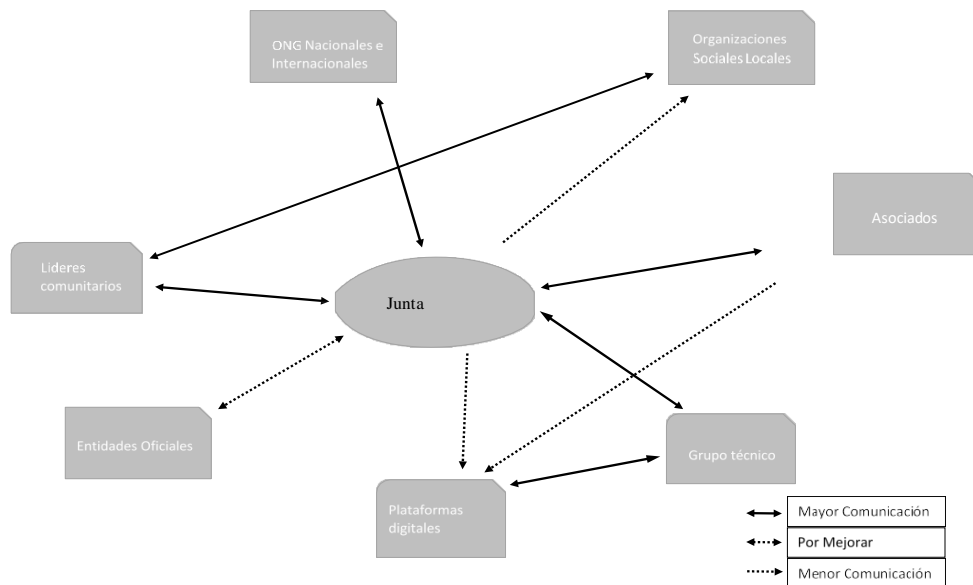 ONG Nacionales e
Internacionales
Organizaciones
Sociales Locales
Asociados
Lideres
comunitarios
Junta
Entidades Oficiales
Grupo técnico
Plataformas
digitales
Mayor Comunicación
Por Mejorar
Menor Comunicación